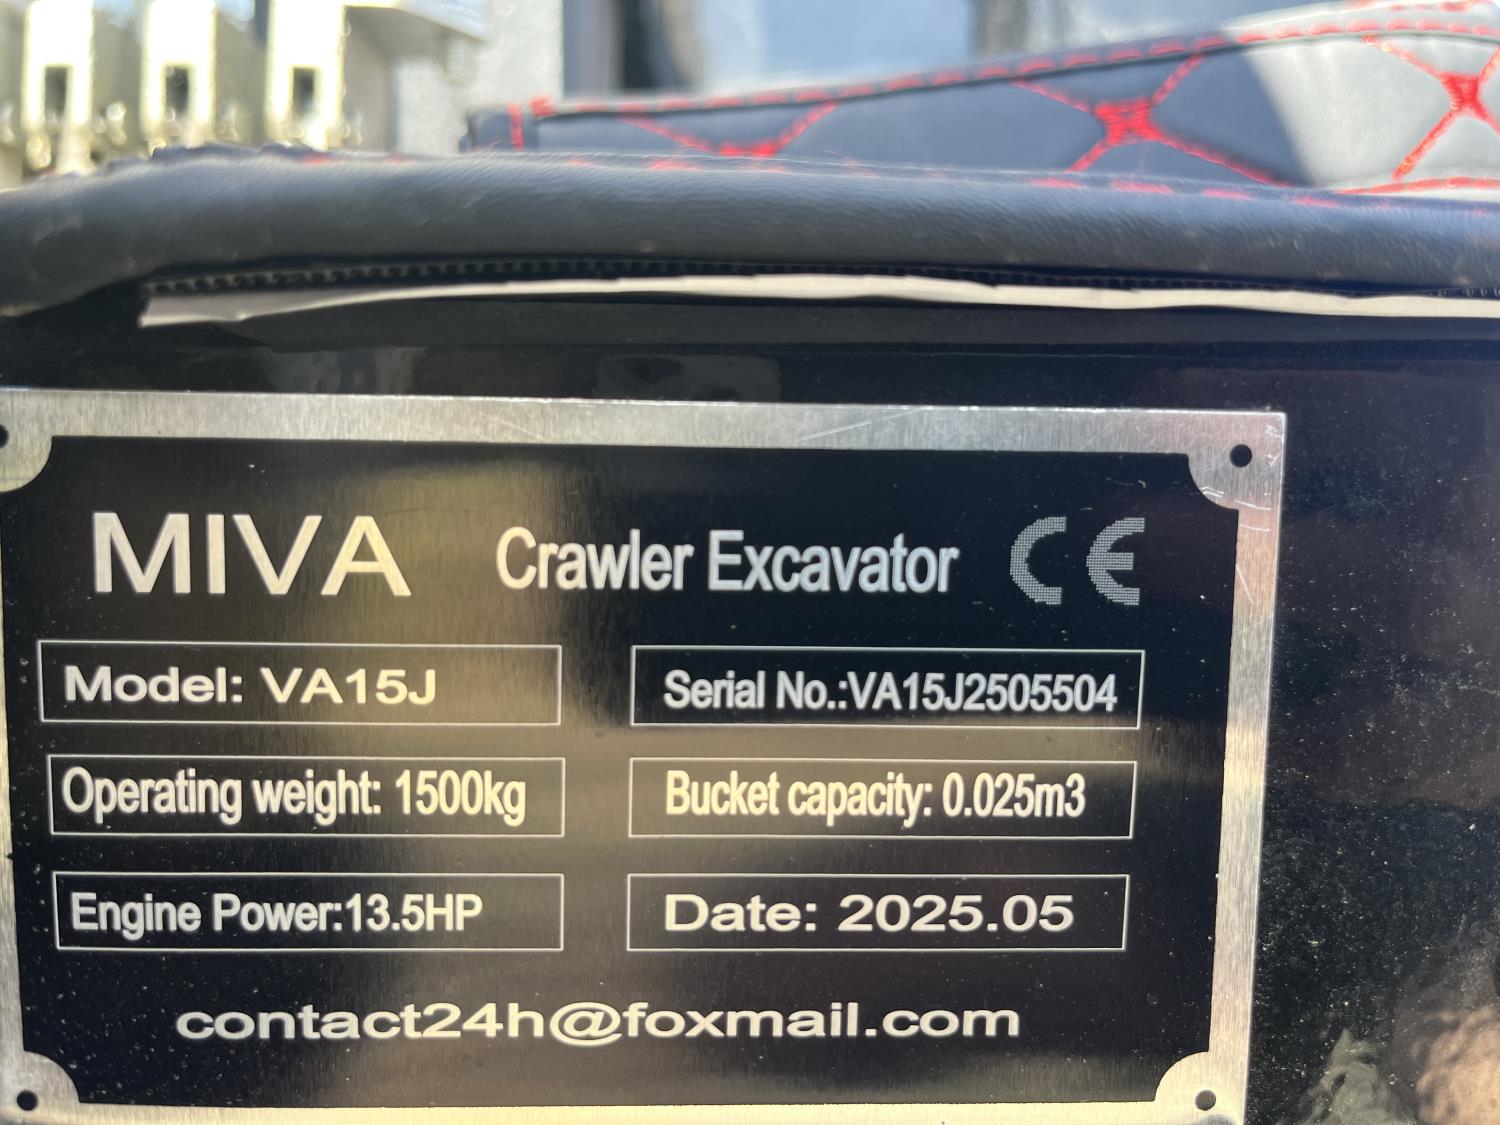 MIVA Crawler Excavator CE
Model: VA15J
Serial No.:VA15J2505504
Operating weight: 1500kg
Bucket capacity: 0.025m3
Engine Power:13.5HP
Date: 2025.05
contact24h@foxmail.com